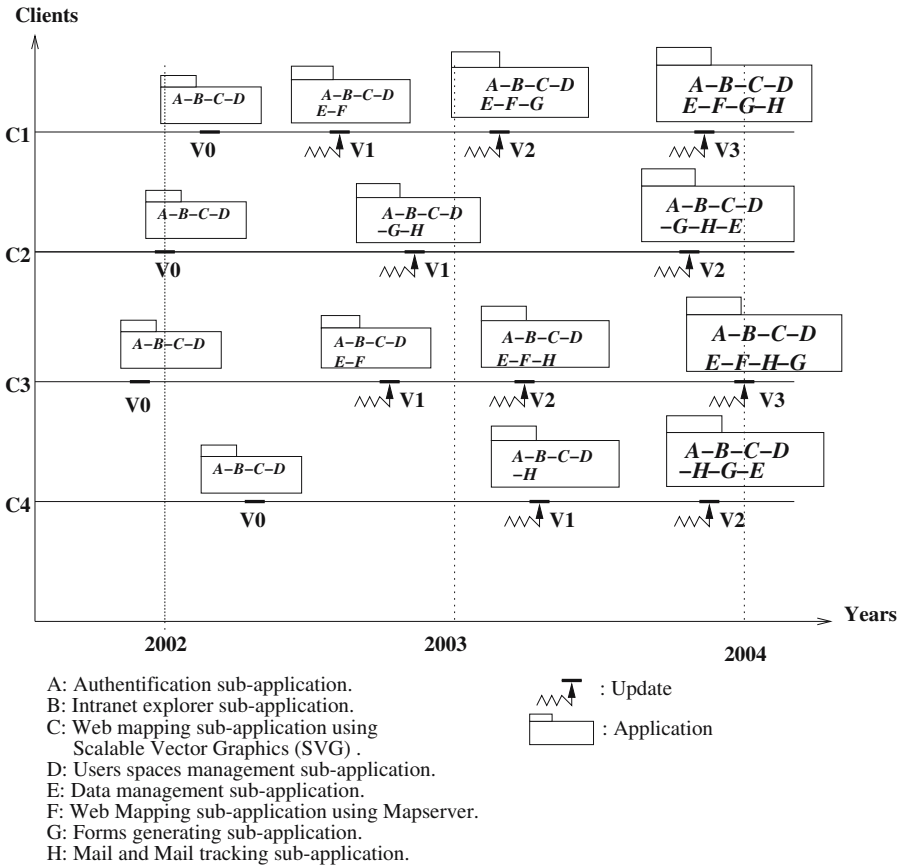 Clients
A–B–C–D
A–B–C–D
E–F
A–B–C–D
E–F–G
A–B–C–D
E–F–G–H
C1
V0
V1
V2
V3
A–B–C–D
A–B–C–D
–G–H
A–B–C–D
–G–H–E
C2
V0
V1
V2
A–B–C–D
A–B–C–D
E–F
A–B–C–D
E–F–H
A–B–C–D
E–F–H–G
C3
V0
V1
V2
V3
A–B–C–D
A–B–C–D
–H
A–B–C–D
–H–G–E
C4
V0
V1
V2
Years
2002
2003
2004
A: Authentification sub-application.
B: Intranet explorer sub-application.
C: Web mapping sub-application using
Scalable Vector Graphics (SVG) .
D: Users spaces management sub-application.
E: Data management sub-application.
F: Web Mapping sub-application using Mapserver.
G: Forms generating sub-application.
H: Mail and Mail tracking sub-application.
: Update
: Application